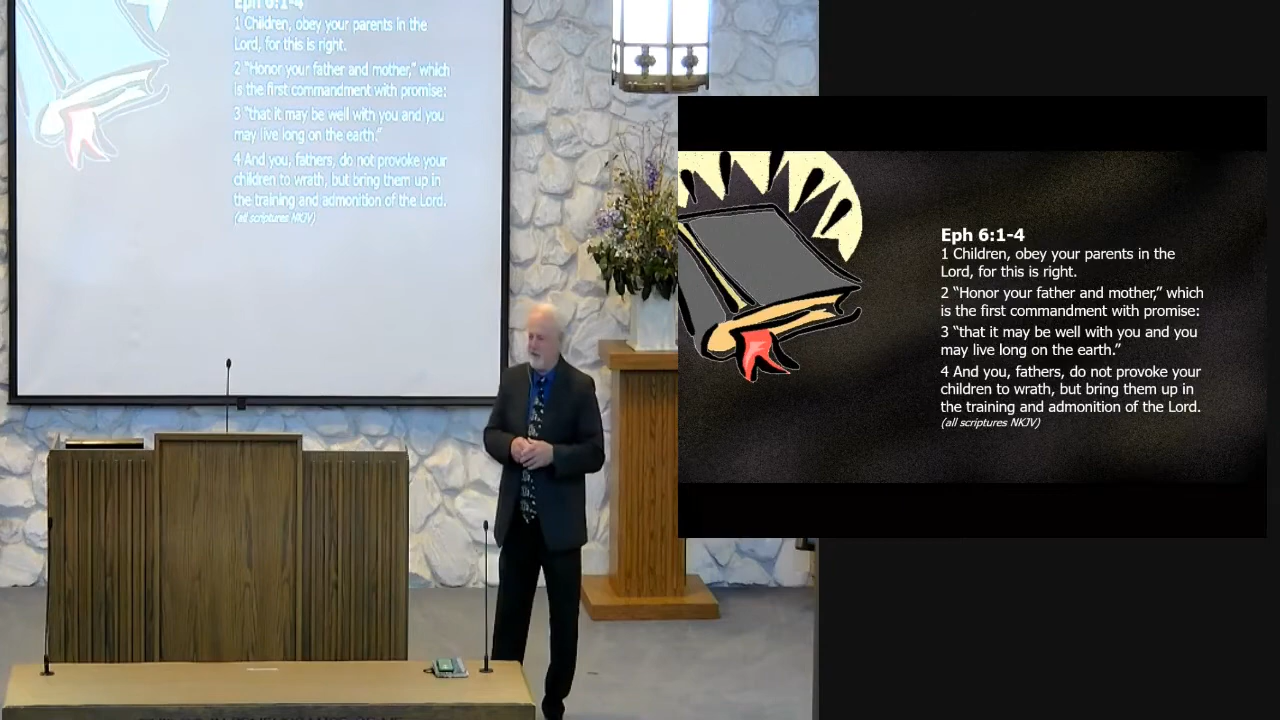 Eph 6:1-4
1 Children, obey your parents in the
Lord, for this is right.
2 "Honor your father and mother," which
is the first commandment with promise:
3 "that it may be well with you and you
may live long on the earth."
4 And you, fathers, do not provoke your
children to wrath, but bring them up in
the training and admonition of the Lord.
(all scriptures NKJV)
Eph 6:1-4
1 Children, obey your parents in the
Lord, for this is right.
2 “Honor your father and mother,” which
is the first commandment with promise:
3 “that it may be well with you and you
may live long on the earth.”
4 And you, fathers, do not provoke your
children to wrath, but bring them up in
the training and admonition of the Lord.
(all scriptures NKJV)